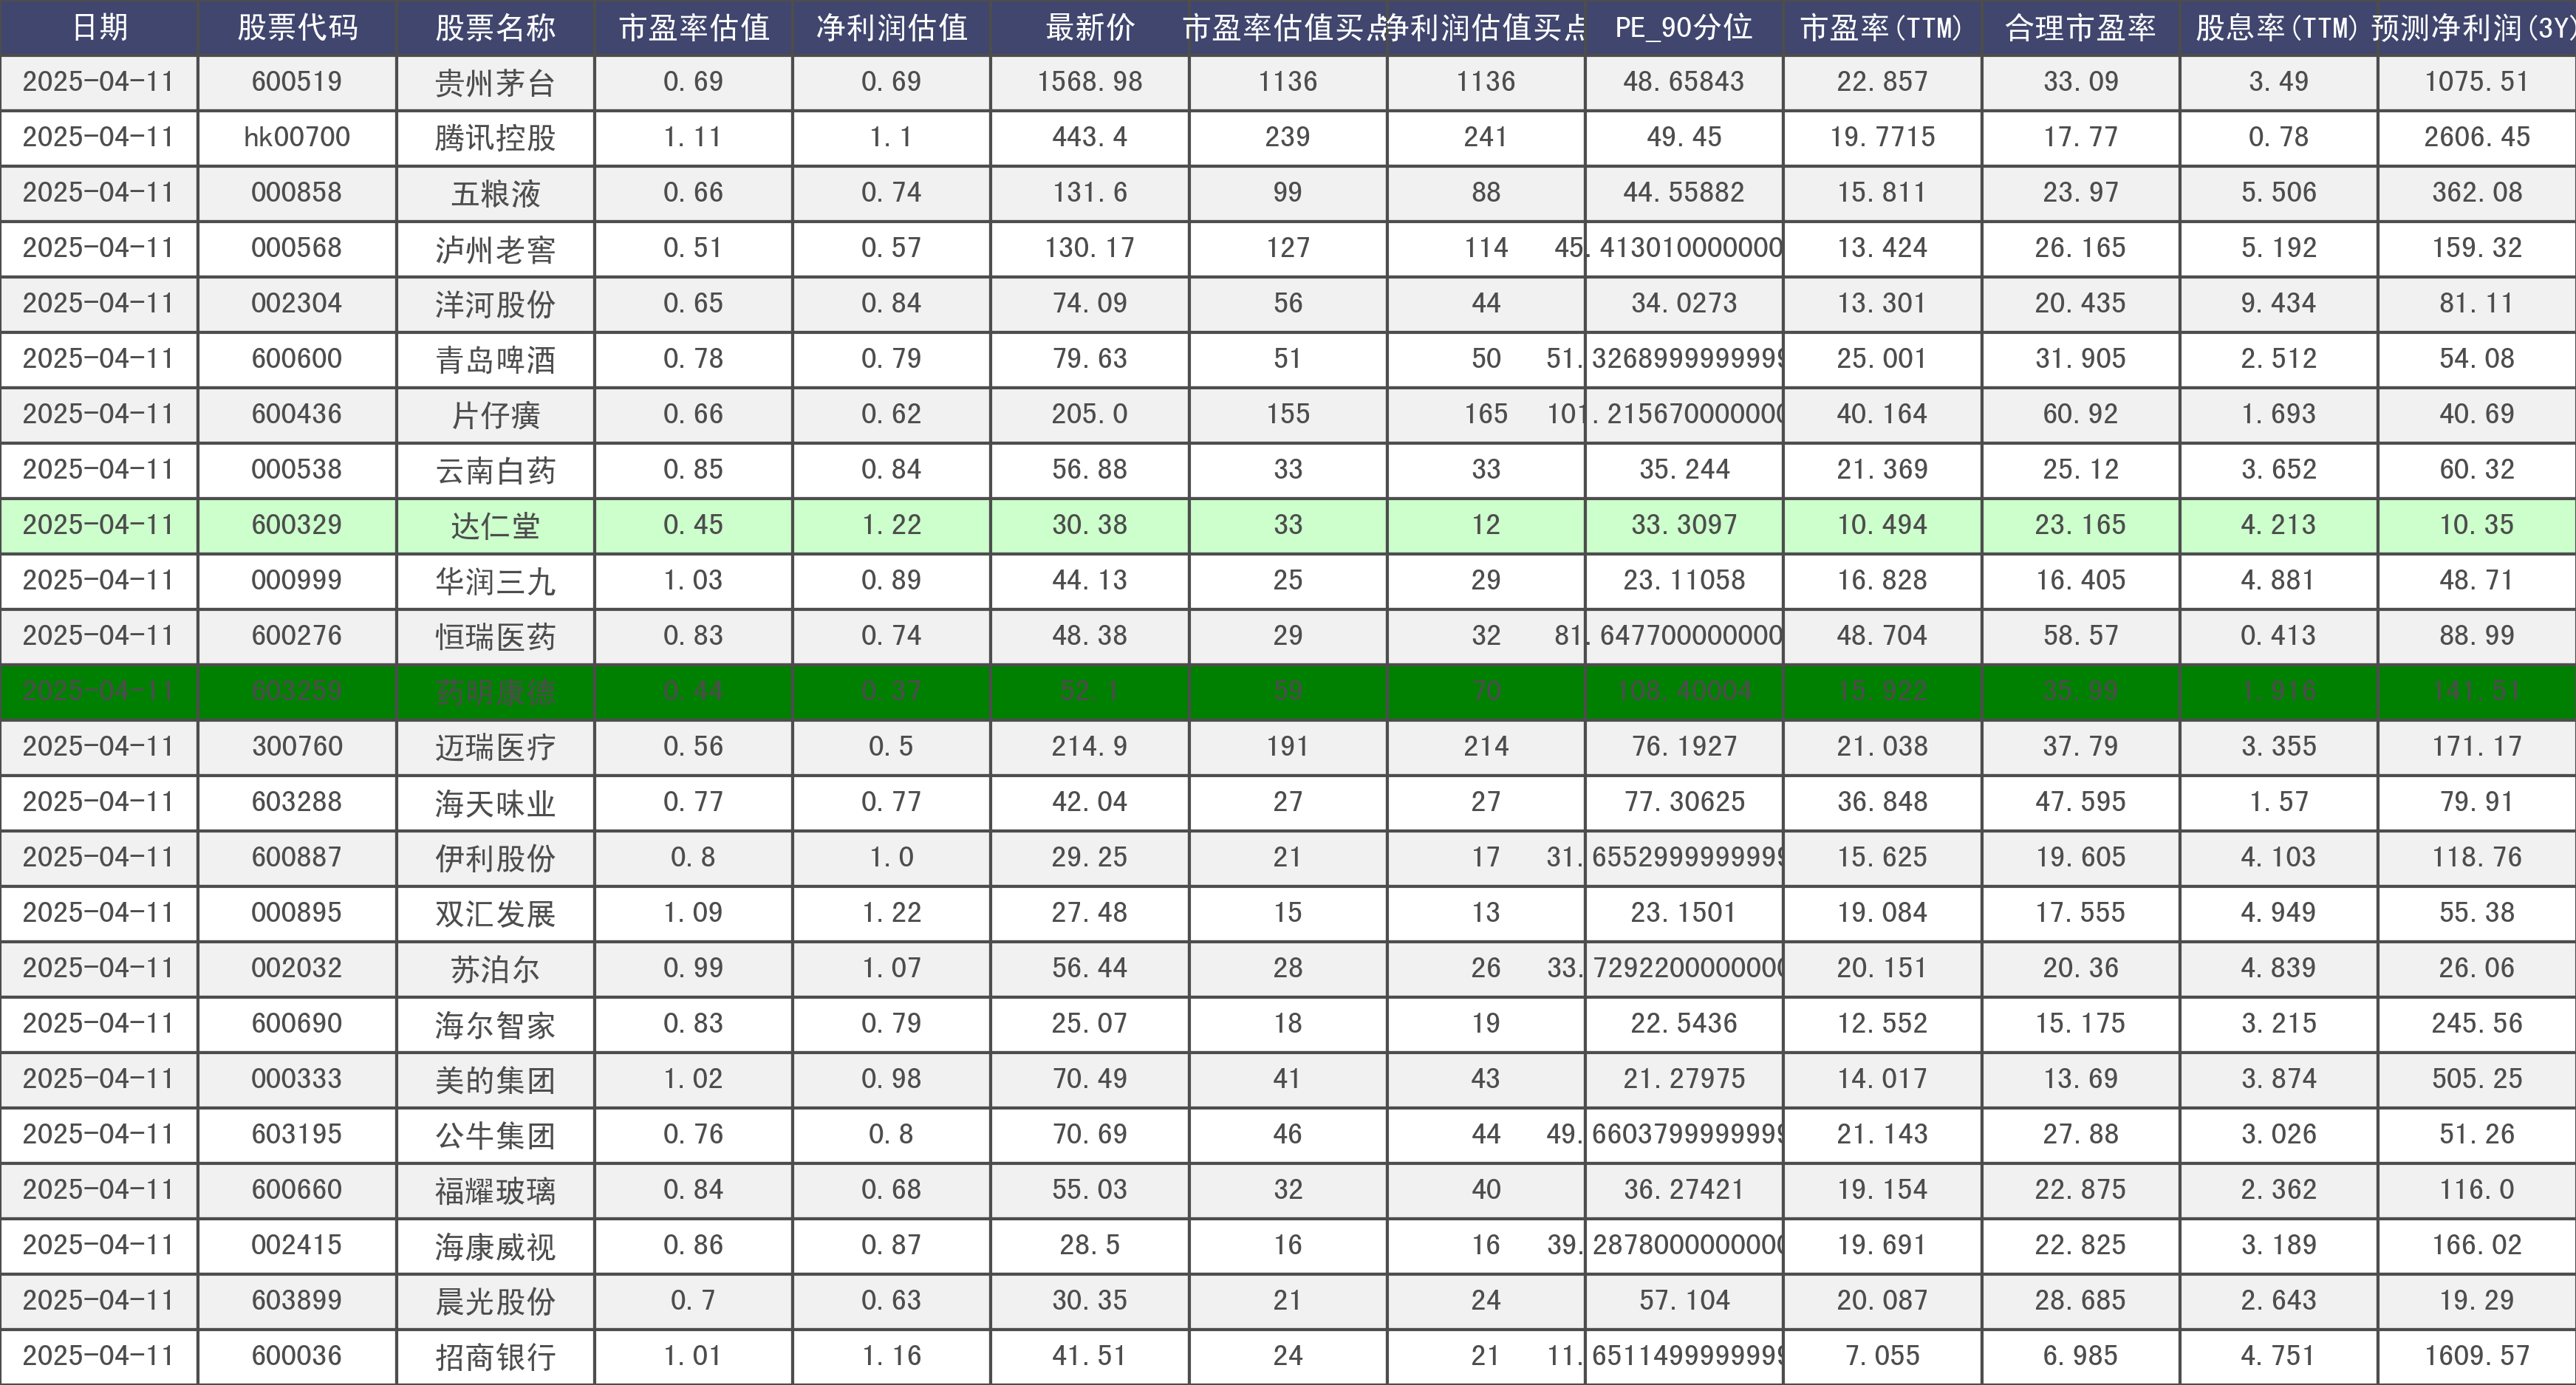 日期 股票代码 股票名称 市盈率估值 净利润估值 最新价 市盈率估值买点 净利润估值买点 PE_90分位 市盈率(TTM) 合理市盈率 股息率(TTM) 预测净利润(3Y)
2025-04-11 600519 贵州茅台 0.69 0.69 1568.98 1136 1136 48.65843 22.857 33.09 3.49 1075.51
2025-04-11 hk00700 腾讯控股 1.11 1.1 443.4 239 241 49.45 19.7715 17.77 0.78 2606.45
2025-04-11 000858 五粮液 0.66 0.74 131.6 99 88 44.55882 15.811 23.97 5.506 362.08
2025-04-11 000568 泸州老窖 0.51 0.57 130.17 127 114 45.413010000000 13.424 26.165 5.192 159.32
2025-04-11 002304 洋河股份 0.65 0.84 74.09 56 44 34.0273 13.301 20.435 9.434 81.11
2025-04-11 600600 青岛啤酒 0.78 0.79 79.63 51 50 51.3268999999999 25.001 31.905 2.512 54.08
2025-04-11 600436 片仔癀 0.66 0.62 205.0 155 165 101.215670000000 40.164 60.92 1.693 40.69
2025-04-11 000538 云南白药 0.85 0.84 56.88 33 33 35.244 21.369 25.12 3.652 60.32
2025-04-11 600329 达仁堂 0.45 1.22 30.38 33 12 33.3097 10.494 23.165 4.213 10.35
2025-04-11 000999 华润三九 1.03 0.89 44.13 25 29 23.11058 16.828 16.405 4.881 48.71
2025-04-11 600276 恒瑞医药 0.83 0.74 48.38 29 32 81.647700000000 48.704 58.57 0.413 88.99
2025-04-11 603259 药明康德 0.44 0.37 52.1 59 70 108.40004 15.922 35.99 1.916 141.51
2025-04-11 300760 迈瑞医疗 0.56 0.5 214.9 191 214 76.1927 21.038 37.79 3.355 171.17
2025-04-11 603288 海天味业 0.77 0.77 42.04 27 27 77.30625 36.848 47.595 1.57 79.91
2025-04-11 600887 伊利股份 0.8 1.0 29.25 21 17 31.6552999999999 15.625 19.605 4.103 118.76
2025-04-11 000895 双汇发展 1.09 1.22 27.48 15 13 23.1501 19.084 17.555 4.949 55.38
2025-04-11 002032 苏泊尔 0.99 1.07 56.44 28 26 33.7292200000000 20.151 20.36 4.839 26.06
2025-04-11 600690 海尔智家 0.83 0.79 25.07 18 19 22.5436 12.552 15.175 3.215 245.56
2025-04-11 000333 美的集团 1.02 0.98 70.49 41 43 21.27975 14.017 13.69 3.874 505.25
2025-04-11 603195 公牛集团 0.76 0.8 70.69 46 44 49.6603799999999 21.143 27.88 3.026 51.26
2025-04-11 600660 福耀玻璃 0.84 0.68 55.03 32 40 36.27421 19.154 22.875 2.362 116.0
2025-04-11 002415 海康威视 0.86 0.87 28.5 16 16 39.2878000000000 19.691 22.825 3.189 166.02
2025-04-11 603899 晨光股份 0.7 0.63 30.35 21 24 57.104 20.087 28.685 2.643 19.29
2025-04-11 600036 招商银行 1.01 1.16 41.51 24 21 11.6511499999999 7.055 6.985 4.751 1609.57